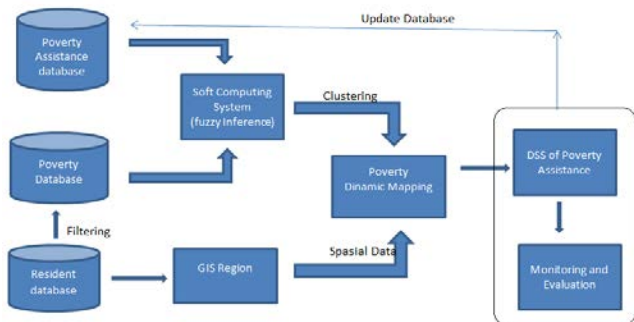 Update Database
Poverty
Assistance
database
Soft Computing
System
(fuzzy Inference)
Clustering
Poverty
Database
Poverty
Dinamic Mapping
DSS of Poverty
Assistance
Filtering
Resident
database
GIS Region
Spasial Data
Monitoring and
Evaluation